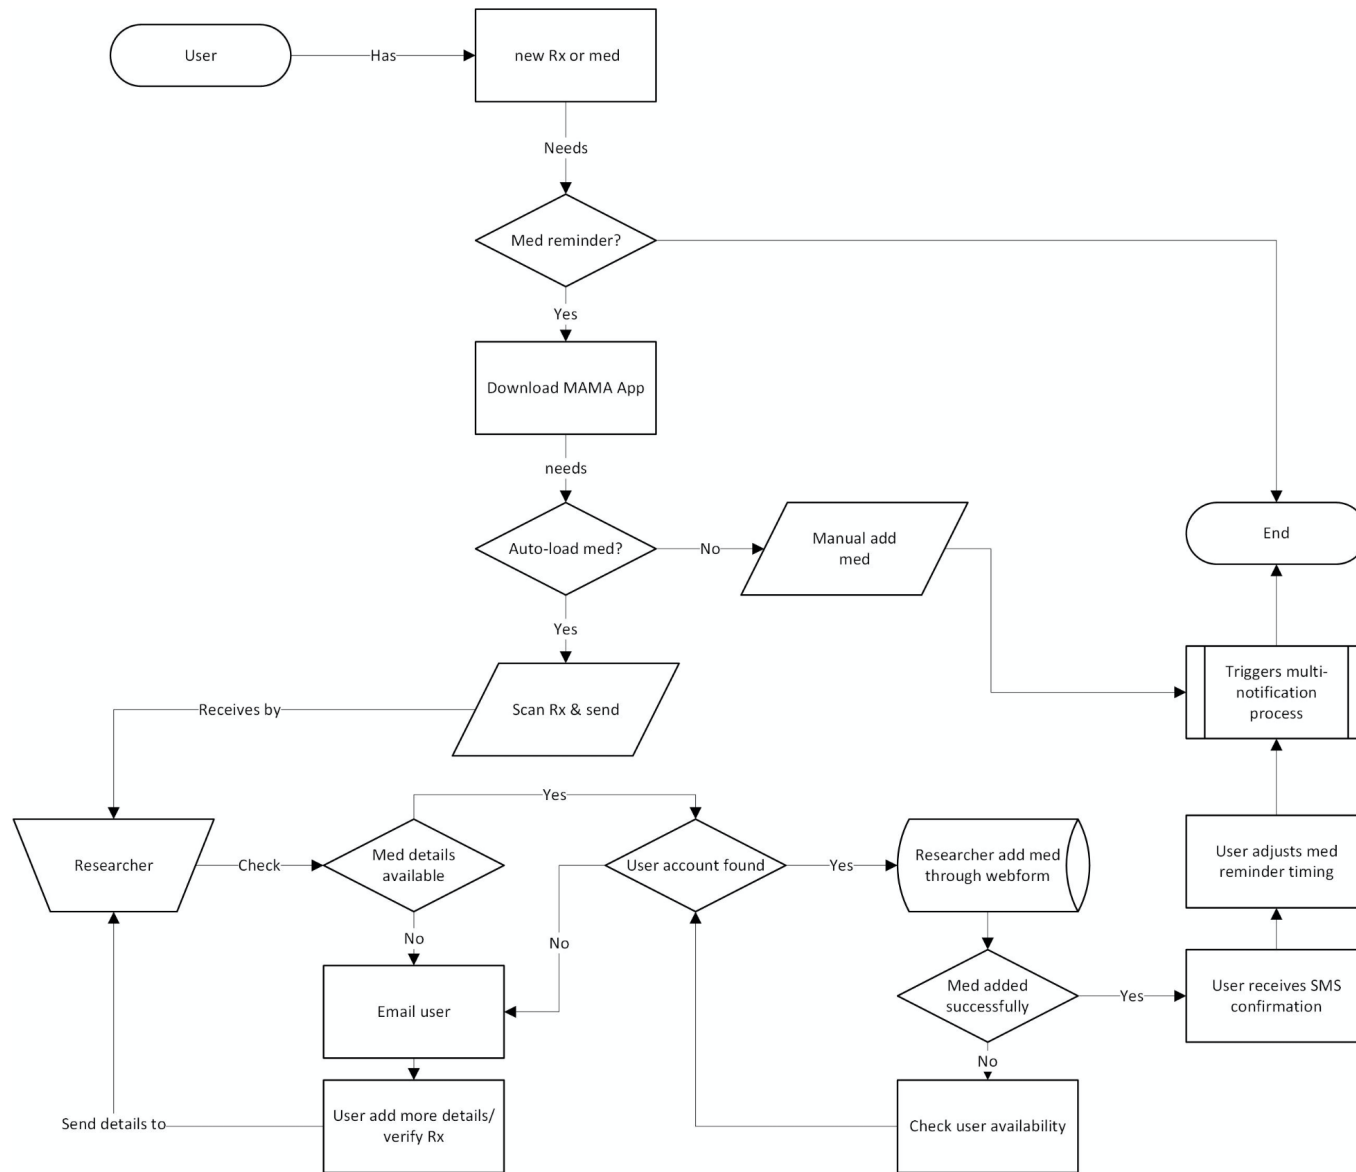 User
Has
new Rx or med
Needs
Med reminder?
Yes
Download MAMA App
needs
Auto-load med?
No
Manual add
med
End
Yes
Scan Rx & send
Receives by
Triggers multi-
notification
process
Yes
Researcher
Check
Med details
available
User account found
Yes
Researcher add med
through webform
User adjusts med
reminder timing
No
No
Email user
Med added
successfully
Yes
User receives SMS
confirmation
No
Send details to
User add more details/
verify Rx
Check user availability